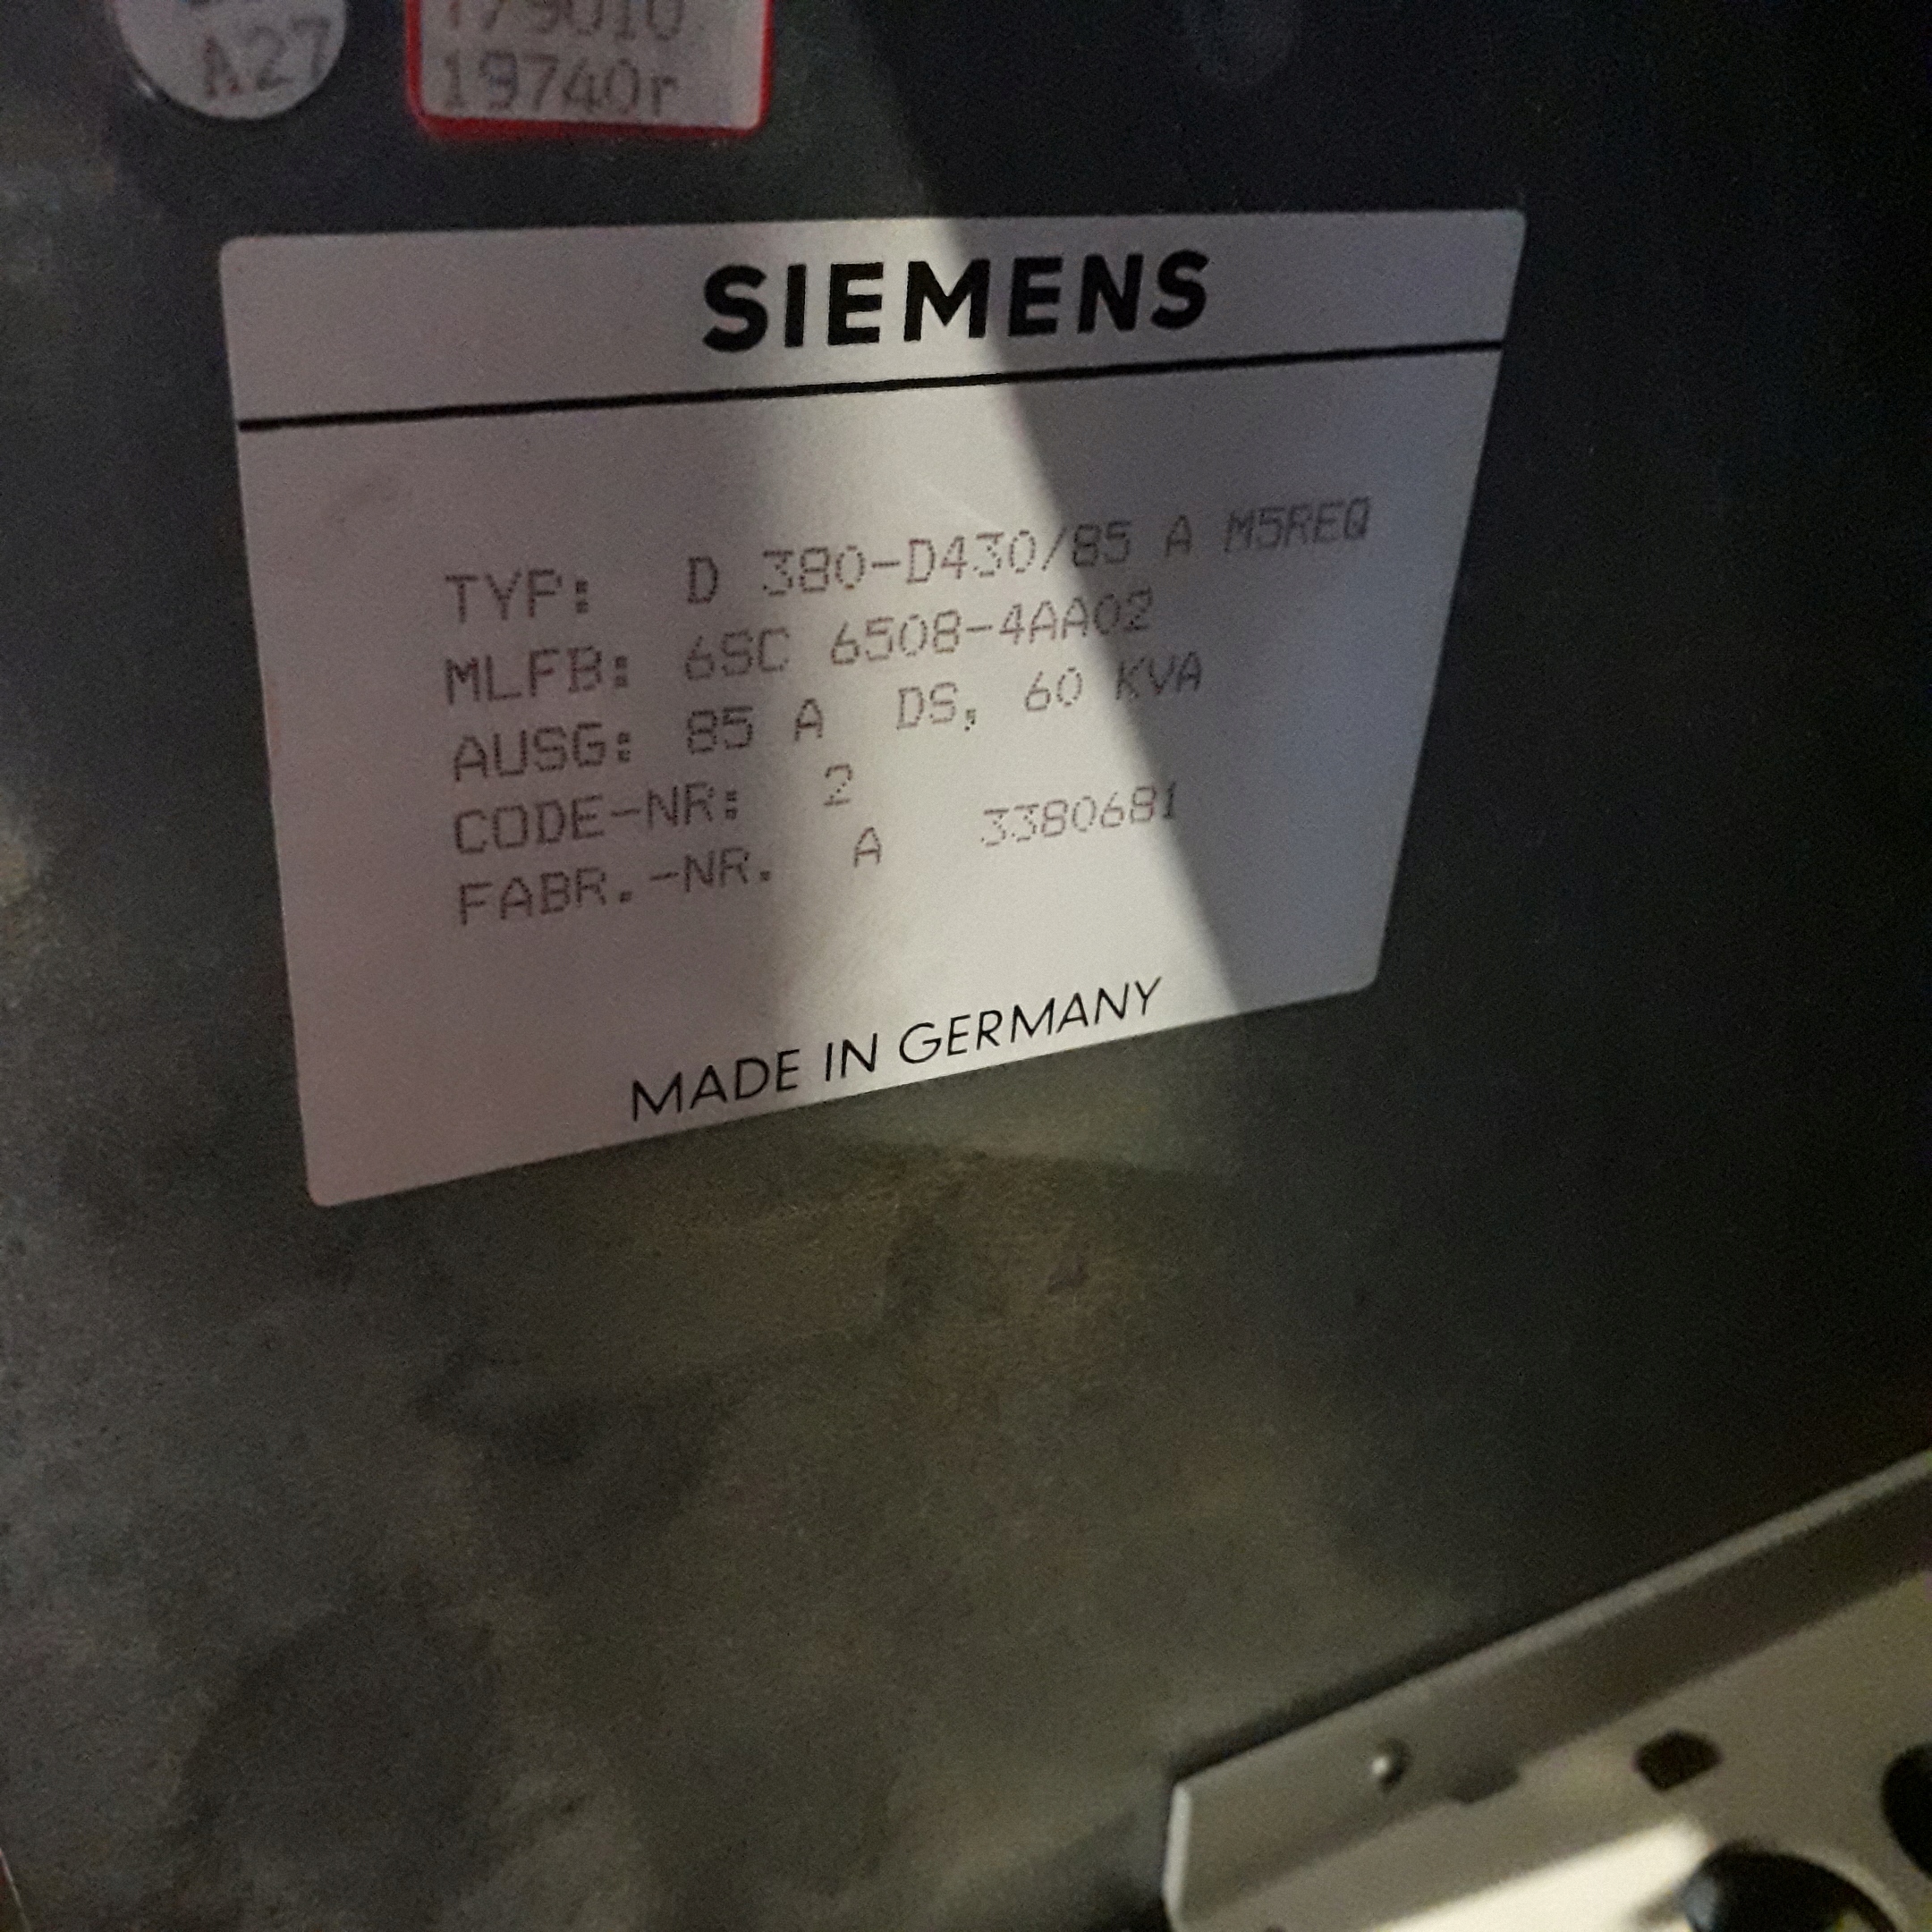 A27
179010
19740r
SIEMENS
TYP: D 380-D430/85 A M5REQ
MLFB: 6SC 6508-4AA02
AUSG: 85 A DS, 60 KVA
CODE-NR: 2
FABR.-NR. A 3380681
MADE IN GERMANY